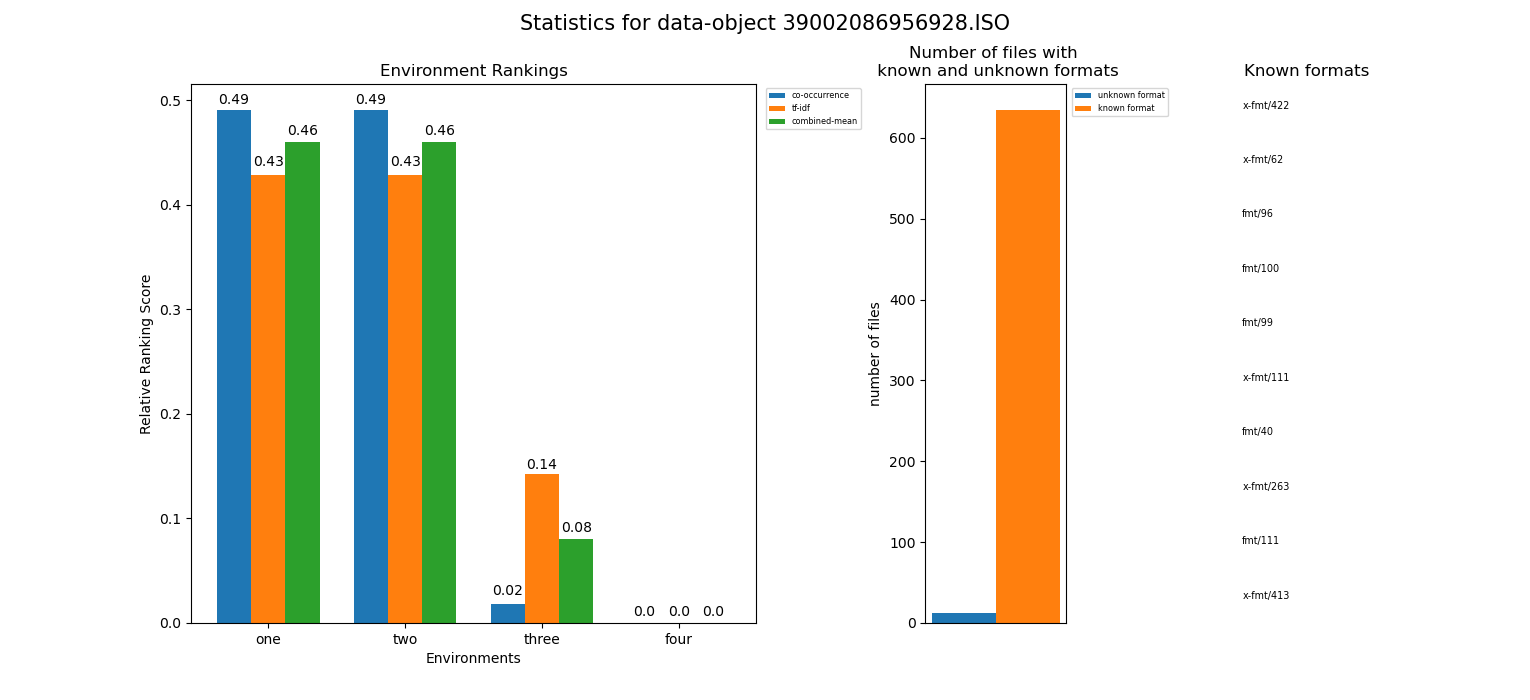 Statistics for data-object 39002086956928.ISO
Environment Rankings
0.5
0.4
0.3
0.2
0.1
0.0
Relative Ranking Score
0.49
0.43
0.46
0.49
0.43
0.46
0.02
0.14
0.08
0.0
0.0
0.0
one
two
three
four
Environments
co-occurrence
tf-idf
combined-mean
Number of files with
known and unknown formats
600
500
400
300
200
100
0
number of files
unknown format
known format
Known formats
x-fmt/422
x-fmt/62
fmt/96
fmt/100
fmt/99
x-fmt/111
fmt/40
x-fmt/263
fmt/111
x-fmt/413